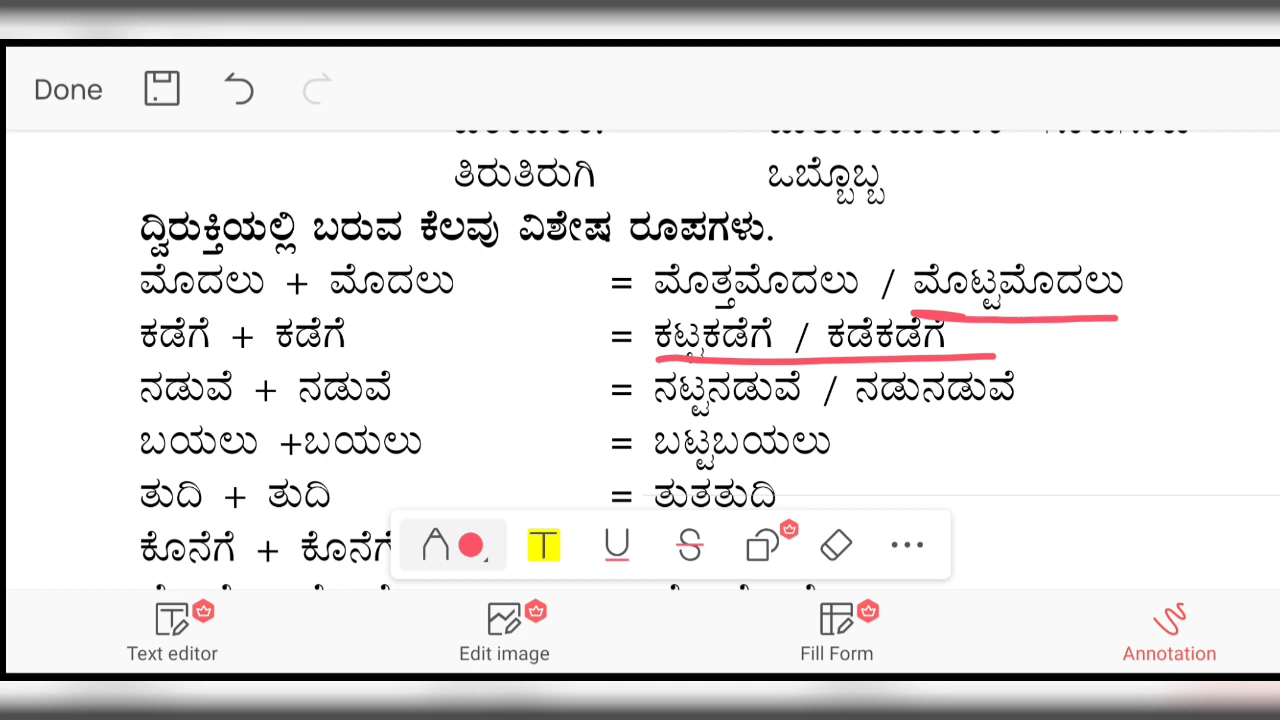 Done
ತಿರುತಿರುಗಿ ಒಬ್ಬೊಬ್ಬ
ದ್ವಿರುಕ್ತಿಯಲ್ಲಿ ಬರುವ ಕೆಲವು ವಿಶೇಷ ರೂಪಗಳು.
ಮೊದಲು + ಮೊದಲು = ಮೊತ್ತಮೊದಲು / ಮೊಟ್ಟಮೊದಲು
ಕಡೆಗೆ + ಕಡೆಗೆ = ಕಟ್ಟಕಡೆಗೆ / ಕಡೆಕಡೆಗೆ
ನಡುವೆ + ನಡುವೆ = ನಟ್ಟನಡುವೆ / ನಡುನಡುವೆ
ಬಯಲು +ಬಯಲು = ಬಟ್ಟಬಯಲು
ತುದಿ + ತುದಿ = ತುತತುದಿ
ಕೊನೆಗೆ + ಕೊನೆಗೆ
Text editor Edit image Fill Form Annotation